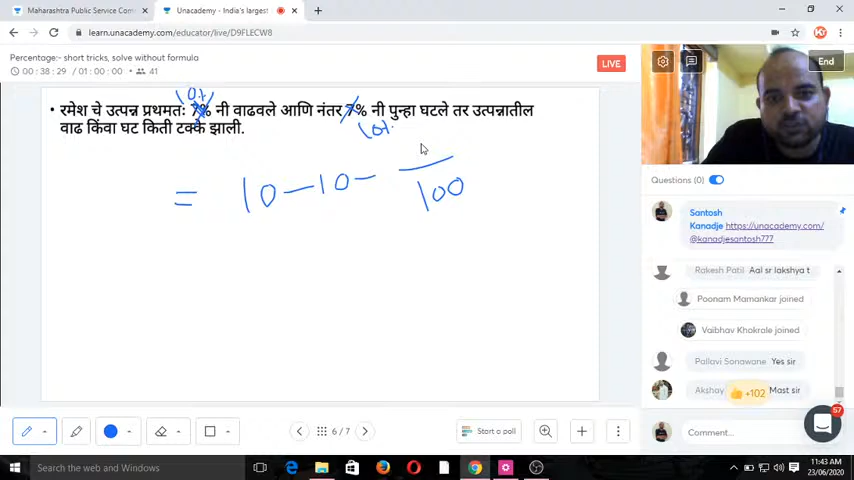 Maharashtra Public Service Com
Unacademy - India's largest
learn.unacademy.com/educator/live/D9FLECW8
Percentage:- short tricks, solve without formula
00:38:29 / 01:00:00 • 41
LIVE
End
10%
• रमेश चे उत्पन्न प्रथमतः 7% नी वाढवले आणि नंतर 7% नी पुन्हा घटले तर उत्पन्नातील
वाढ किंवा घट किती टक्के झाली.
10%
= 10 – 10 – —
100
Questions (0)
Santosh
Kanadje https://unacademy.com/
@kanadjesantosh777
Rakesh Patil Aal sr lakshya t
Poonam Mamankar joined
Vaibhav Khokrale joined
Pallavi Sonawane Yes sir
Akshay +102 Mast sir
57
6 / 7
Start a poll
Comment...
Search the web and Windows
11:43 AM
23/06/2020